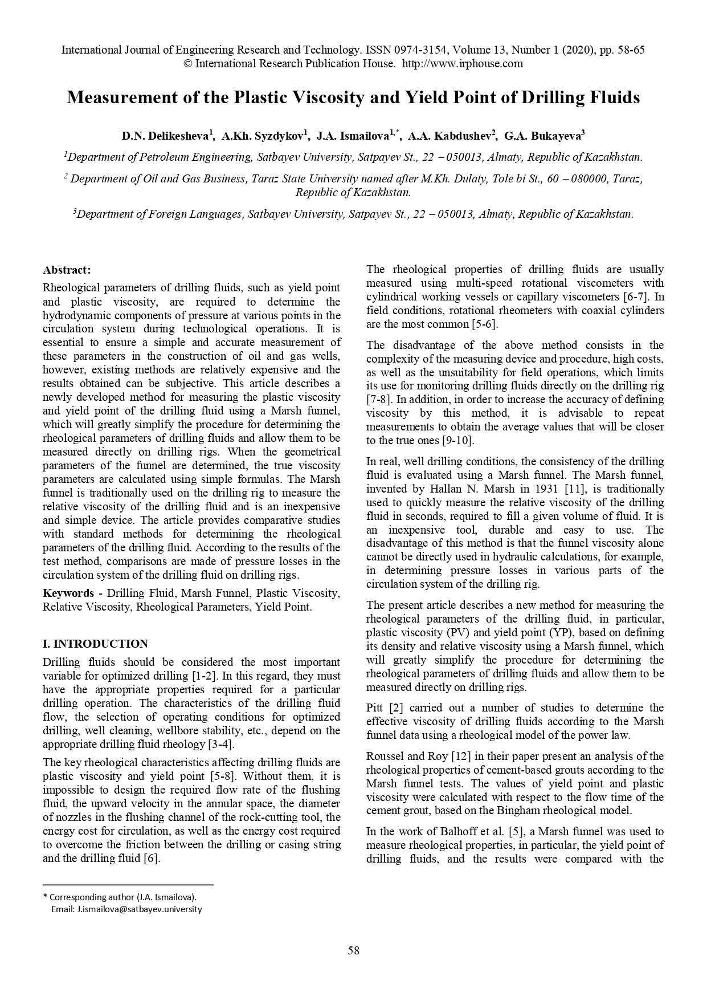 International Journal of Engineering Research and Technology. ISSN 0974-3154, Volume 13, Number 1 (2020), pp. 58-65
© International Research Publication House. http://www.irphouse.com
Measurement of the Plastic Viscosity and Yield Point of Drilling Fluids
D.N. Delikesheva1, A.Kh. Syzdykov1, J.A. Ismailova1,*, A.A. Kabdushev2, G.A. Bukayeva3
1Department of Petroleum Engineering, Satbayev University, Satpayev St., 22 – 050013, Almaty, Republic of Kazakhstan.
2 Department of Oil and Gas Business, Taraz State University named after M.Kh. Dulaty, Tole bi St., 60 – 080000, Taraz,
Republic of Kazakhstan.
3Department of Foreign Languages, Satbayev University, Satpayev St., 22 – 050013, Almaty, Republic of Kazakhstan.
Abstract:
Rheological parameters of drilling fluids, such as yield point
and plastic viscosity, are required to determine the
hydrodynamic components of pressure at various points in the
circulation system during technological operations. It is
essential to ensure a simple and accurate measurement of
these parameters in the construction of oil and gas wells,
however, existing methods are relatively expensive and the
results obtained can be subjective. This article describes a
newly developed method for measuring the plastic viscosity
and yield point of the drilling fluid using a Marsh funnel,
which will greatly simplify the procedure for determining the
rheological parameters of drilling fluids and allow them to be
measured directly on drilling rigs. When the geometrical
parameters of the funnel are determined, the true viscosity
parameters are calculated using simple formulas. The Marsh
funnel is traditionally used on the drilling rig to measure the
relative viscosity of the drilling fluid and is an inexpensive
and simple device. The article provides comparative studies
with standard methods for determining the rheological
parameters of the drilling fluid. According to the results of the
test method, comparisons are made of pressure losses in the
circulation system of the drilling fluid on drilling rigs.
Keywords - Drilling Fluid, Marsh Funnel, Plastic Viscosity,
Relative Viscosity, Rheological Parameters, Yield Point.
I. INTRODUCTION
Drilling fluids should be considered the most important
variable for optimized drilling [1-2]. In this regard, they must
have the appropriate properties required for a particular
drilling operation. The characteristics of the drilling fluid
flow, the selection of operating conditions for optimized
drilling, well cleaning, wellbore stability, etc., depend on the
appropriate drilling fluid rheology [3-4].
The key rheological characteristics affecting drilling fluids are
plastic viscosity and yield point [5-8]. Without them, it is
impossible to design the required flow rate of the flushing
fluid, the upward velocity in the annular space, the diameter
of nozzles in the flushing channel of the rock-cutting tool, the
energy cost for circulation, as well as the energy cost required
to overcome the friction between the drilling or casing string
and the drilling fluid [6].
The rheological properties of drilling fluids are usually
measured using multi-speed rotational viscometers with
cylindrical working vessels or capillary viscometers [6-7]. In
field conditions, rotational rheometers with coaxial cylinders
are the most common [5-6].
The disadvantage of the above method consists in the
complexity of the measuring device and procedure, high costs,
as well as the unsuitability for field operations, which limits
its use for monitoring drilling fluids directly on the drilling rig
[7-8]. In addition, in order to increase the accuracy of defining
viscosity by this method, it is advisable to repeat
measurements to obtain the average values that will be closer
to the true ones [9-10].
In real, well drilling conditions, the consistency of the drilling
fluid is evaluated using a Marsh funnel. The Marsh funnel,
invented by Hallan N. Marsh in 1931 [11], is traditionally
used to quickly measure the relative viscosity of the drilling
fluid in seconds, required to fill a given volume of fluid. It is
an inexpensive tool, durable and easy to use. The
disadvantage of this method is that the funnel viscosity alone
cannot be directly used in hydraulic calculations, for example,
in determining pressure losses in various parts of the
circulation system of the drilling rig.
The present article describes a new method for measuring the
rheological parameters of the drilling fluid, in particular,
plastic viscosity (PV) and yield point (YP), based on defining
its density and relative viscosity using a Marsh funnel, which
will greatly simplify the procedure for determining the
rheological parameters of drilling fluids and allow them to be
measured directly on drilling rigs.
Pitt [2] carried out a number of studies to determine the
effective viscosity of drilling fluids according to the Marsh
funnel data using a rheological model of the power law.
Roussel and Roy [12] in their paper present an analysis of the
rheological properties of cement-based grouts according to the
Marsh funnel tests. The values of yield point and plastic
viscosity were calculated with respect to the flow time of the
cement grout, based on the Bingham rheological model.
In the work of Balhoff et al. [5], a Marsh funnel was used to
measure rheological properties, in particular, the yield point of
drilling fluids, and the results were compared with the
* Corresponding author (J.A. Ismailova).
Email: J.ismailova@satbayev.university
58